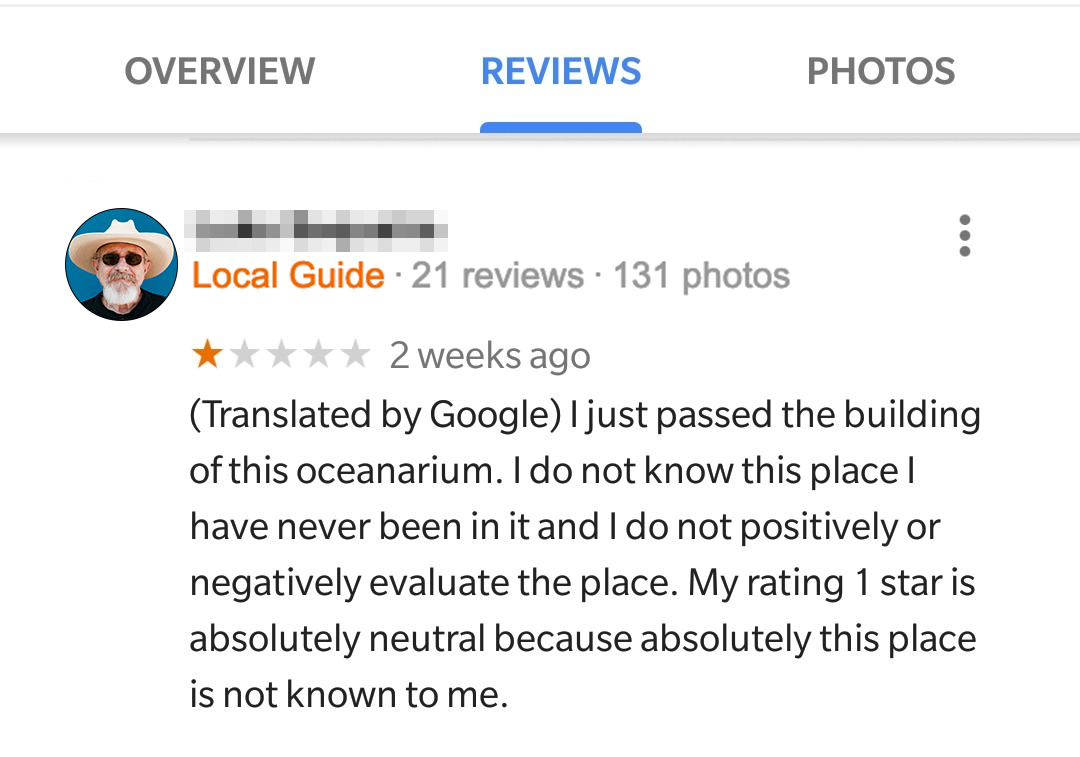 OVERVIEW REVIEWS PHOTOS
Local Guide · 21 reviews · 131 photos
2 weeks ago
(Translated by Google) I just passed the building
of this oceanarium. I do not know this place I
have never been in it and I do not positively or
negatively evaluate the place. My rating 1 star is
absolutely neutral because absolutely this place
is not known to me.